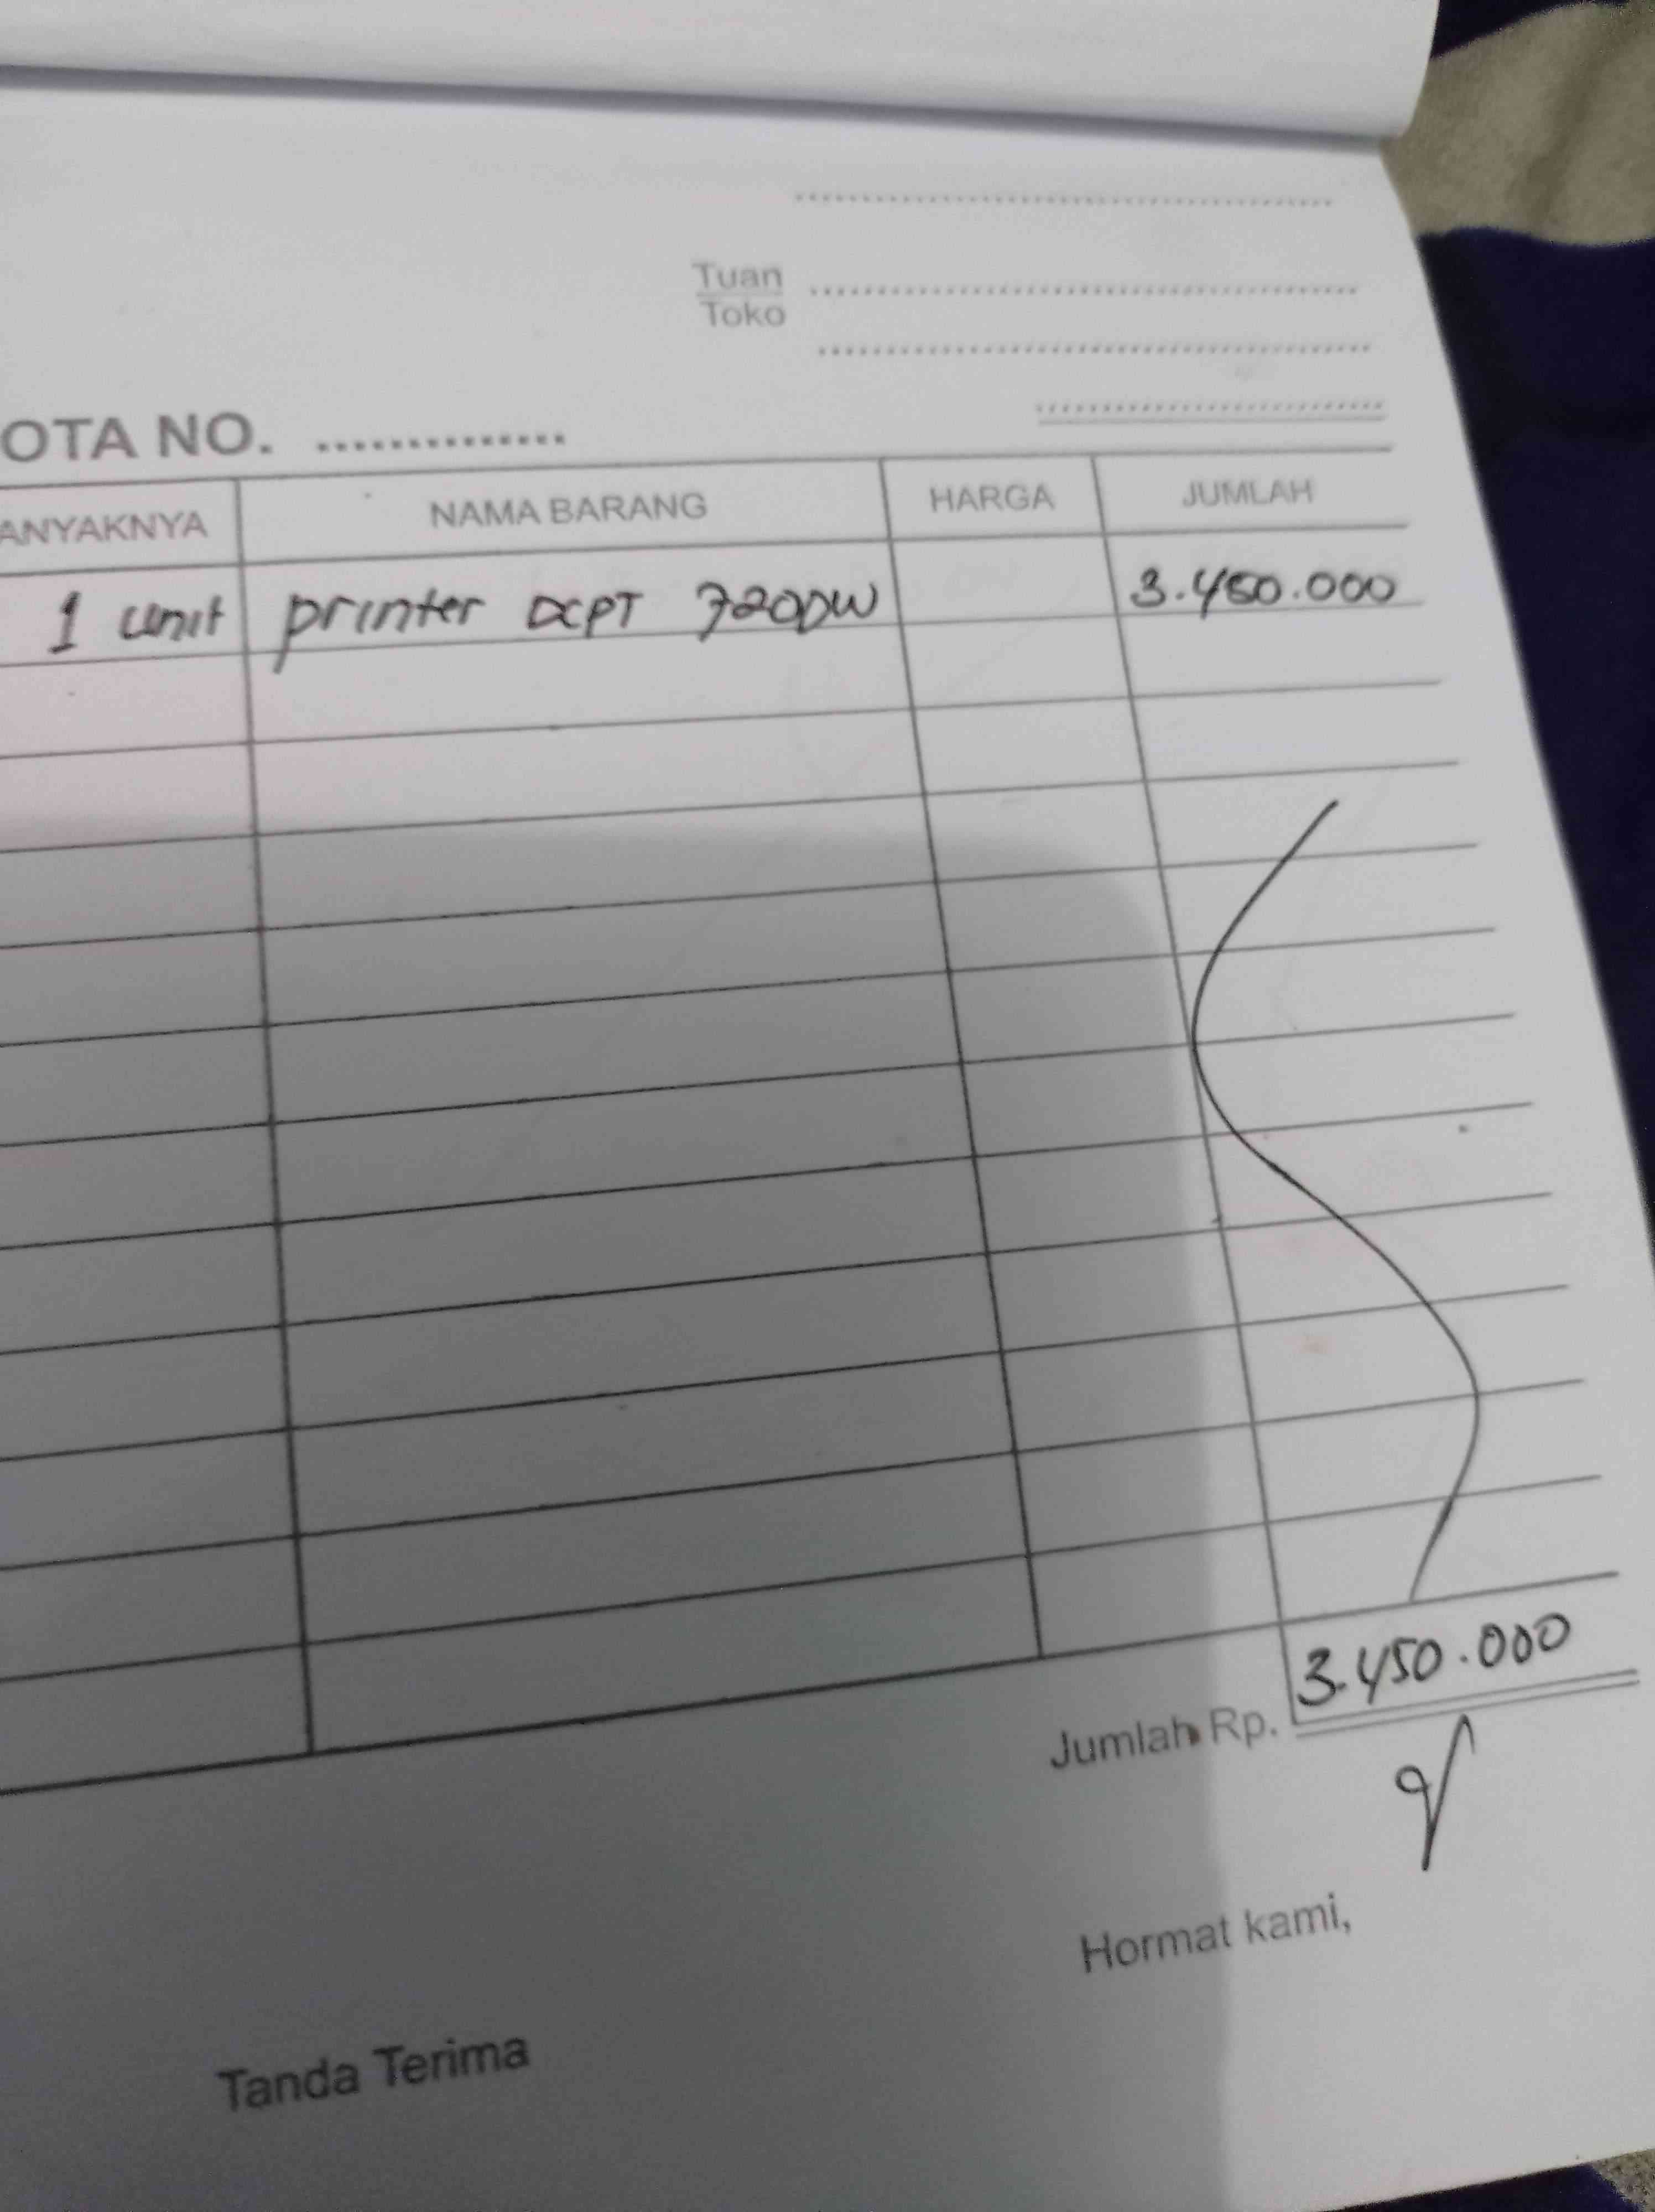 Tuan
Toko
OTA NO. ..............
ANYAKNYA NAMA BARANG HARGA JUMLAH
1 unit printer DCPT 720DW 3.450.000
Jumlah Rp. 3.450.000
Hormat kami,
Tanda Terima